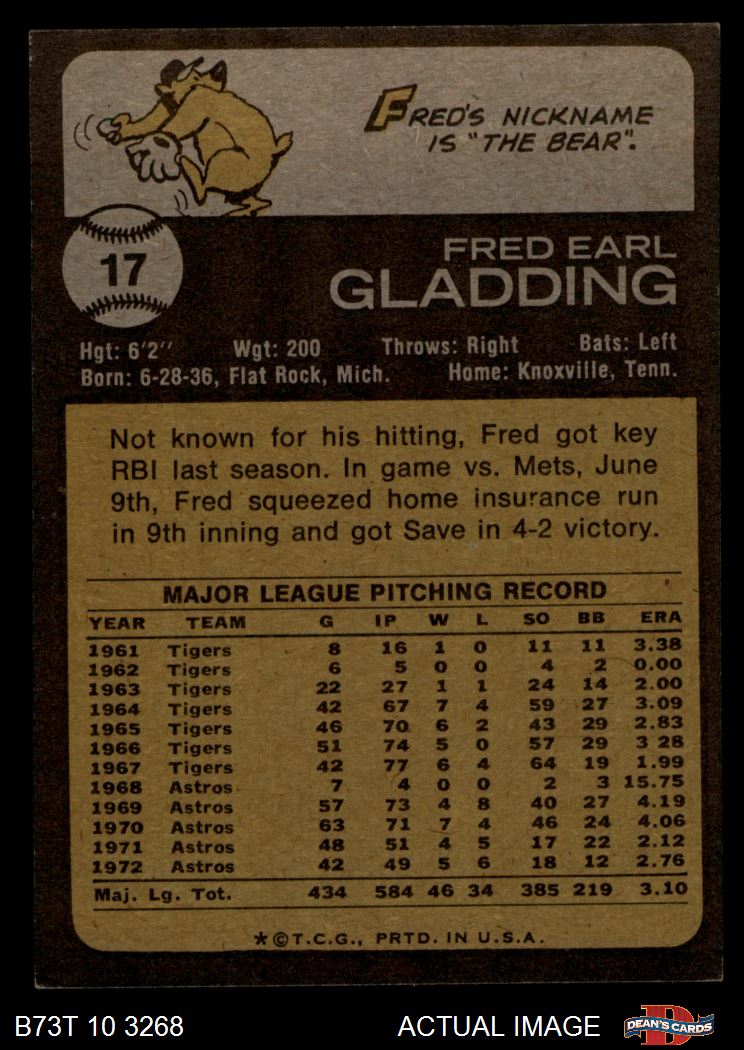 FRED'S NICKNAME
IS "THE BEAR".
17
FRED EARL
GLADDING
Hgt: 6'2" Wgt: 200 Throws: Right Bats: Left
Born: 6-28-36, Flat Rock, Mich. Home: Knoxville, Tenn.
Not known for his hitting, Fred got key
RBI last season. In game vs. Mets, June
9th, Fred squeezed home insurance run
in 9th inning and got Save in 4-2 victory.
MAJOR LEAGUE PITCHING RECORD
YEAR TEAM G IP W L SO BB ERA
1961 Tigers 8 16 1 0 11 11 3.38
1962 Tigers 6 5 0 0 4 2 0.00
1963 Tigers 22 27 1 1 24 14 2.00
1964 Tigers 42 67 7 4 59 27 3.09
1965 Tigers 46 70 6 2 43 29 2.83
1966 Tigers 51 74 5 0 57 29 3 28
1967 Tigers 42 77 6 4 64 19 1.99
1968 Astros 7 4 0 0 2 3 15.75
1969 Astros 57 73 4 8 40 27 4.19
1970 Astros 63 71 7 4 46 24 4.06
1971 Astros 48 51 4 5 17 22 2.12
1972 Astros 42 49 5 6 18 12 2.76
Maj. Lg. Tot. 434 584 46 34 385 219 3.10
*©T.C.G., PRTD. IN U.S.A.
B73T 10 3268 ACTUAL IMAGE D DEAN'S CARDS